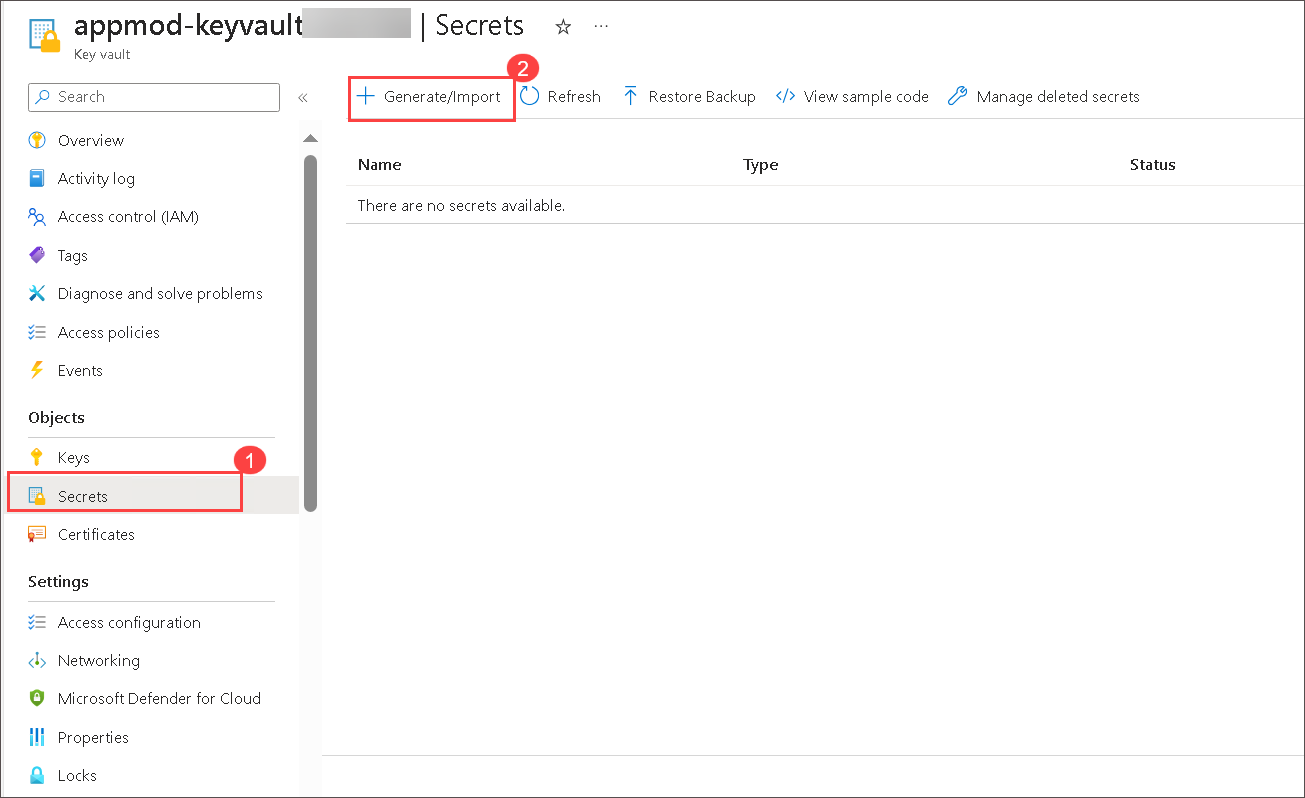 appmod-keyvault | Secrets
Key vault
Search
Overview
Activity log
Access control (IAM)
Tags
Diagnose and solve problems
Access policies
Events
Objects
Keys
1
Secrets
Certificates
Settings
Access configuration
Networking
Microsoft Defender for Cloud
Properties
Locks
2
Generate/Import Refresh Restore Backup View sample code Manage deleted secrets
Name Type Status
There are no secrets available.